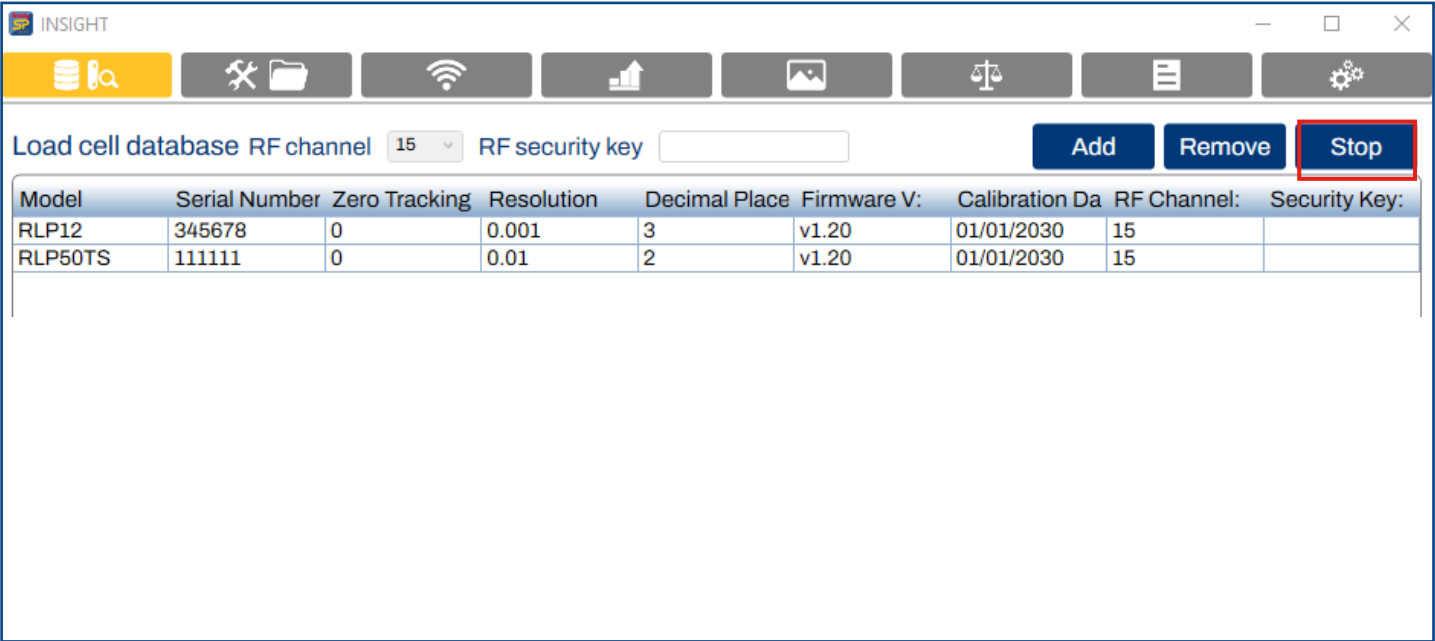 SP INSIGHT
Load cell database RF channel 15 RF security key Add Remove Stop
Model Serial Number Zero Tracking Resolution Decimal Place Firmware V: Calibration Da RF Channel: Security Key:
RLP12 345678 0 0.001 3 v1.20 01/01/2030 15
RLP50TS 111111 0 0.01 2 v1.20 01/01/2030 15